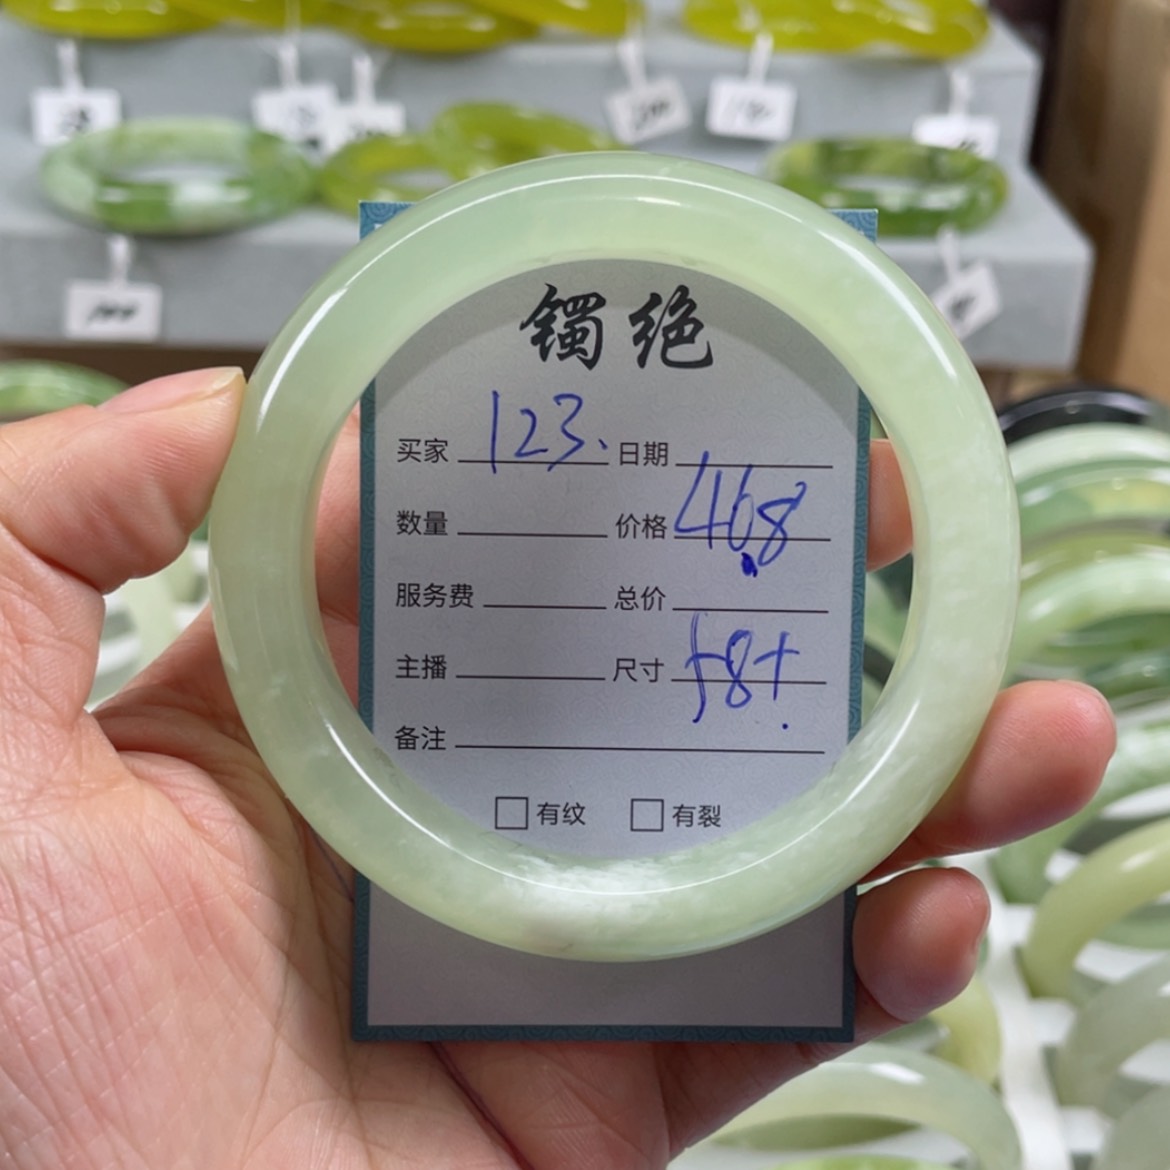 镯绝
买家 123、 日期
数量 价格 468
服务费 总价
主播 尺寸 58+
备注
□ 有纹 □ 有裂